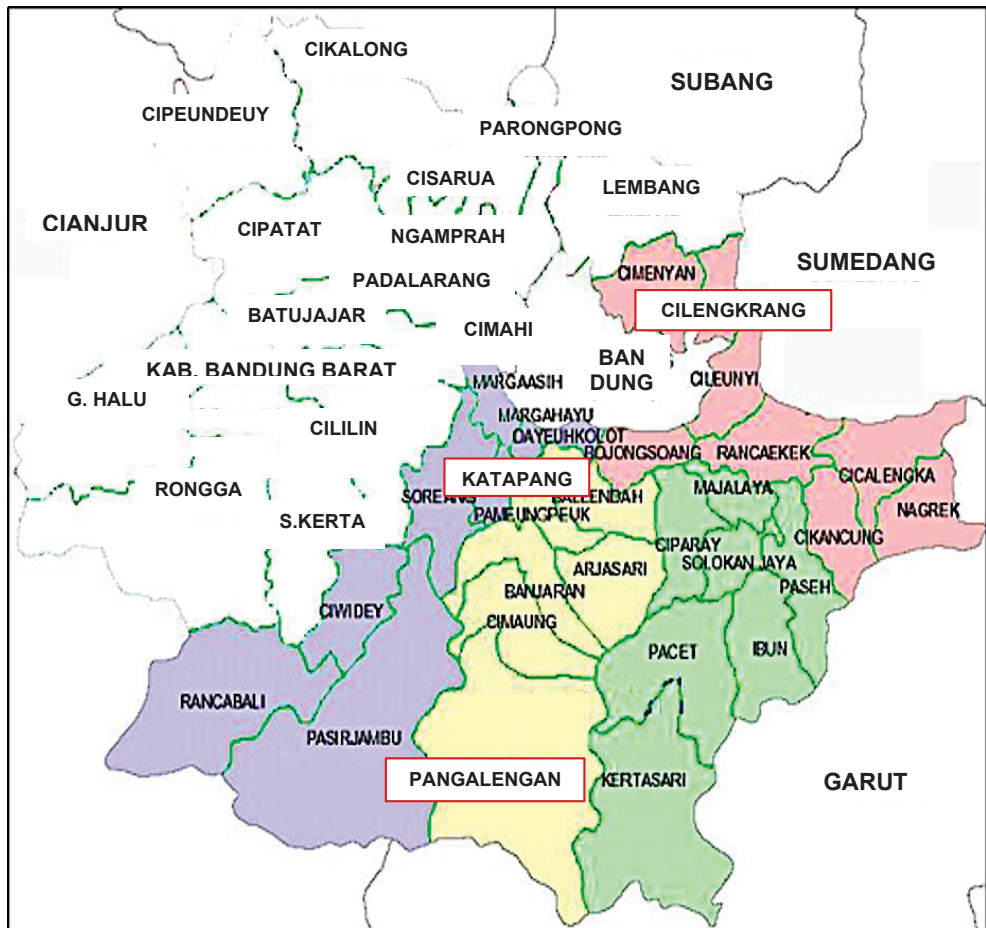 CIKALONG
SUBANG
CIPEUNDEUY
PARONGPONG
CISARUA
LEMBANG
CIANJUR
CIPATAT
NGAMPRAH
SUMEDANG
CIMENYAN
PADALARANG
CILENGKRANG
BATUJAJAR
CIMAHI
BAN
DUNG
KAB. BANDUNG BARAT
MARGAASIH
CILEUNYI
G. HALU
MARGAHAYU
CILILIN
DAYEUHKOLOT
BOJONGSOANG
RANCAEKEK
CICALENGKA
KATAPANG
RONGGA
SOREANG
BALLENDAH
MAJALAYA
NAGREK
S.KERTA
PAMEUNGPEUK
CIKANCUNG
CIPARAY
SOLOKAN JAYA
ARJASARI
PASEH
BANJARAN
CIWIDEY
CIMAUNG
PACET
IBUN
RANCABALI
PASIRJAMBU
PANGALENGAN
KERTASARI
GARUT